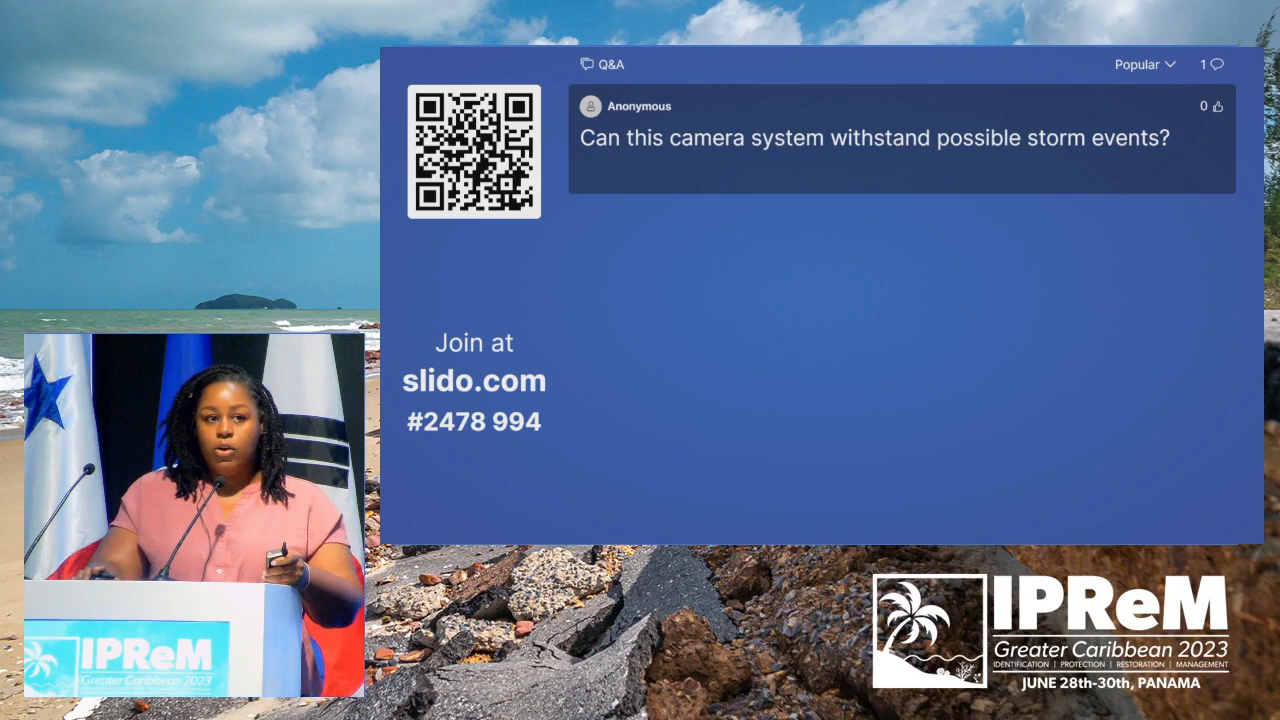 Q&A
Popular
1
Anonymous
0
Can this camera system withstand possible storm events?
Join at
slido.com
#2478 994
IPReM
Greater Caribbean 2023
IPReM
Greater Caribbean 2023
IDENTIFICATION | PROTECTION | RESTORATION | MANAGEMENT
JUNE 28th-30th, PANAMA